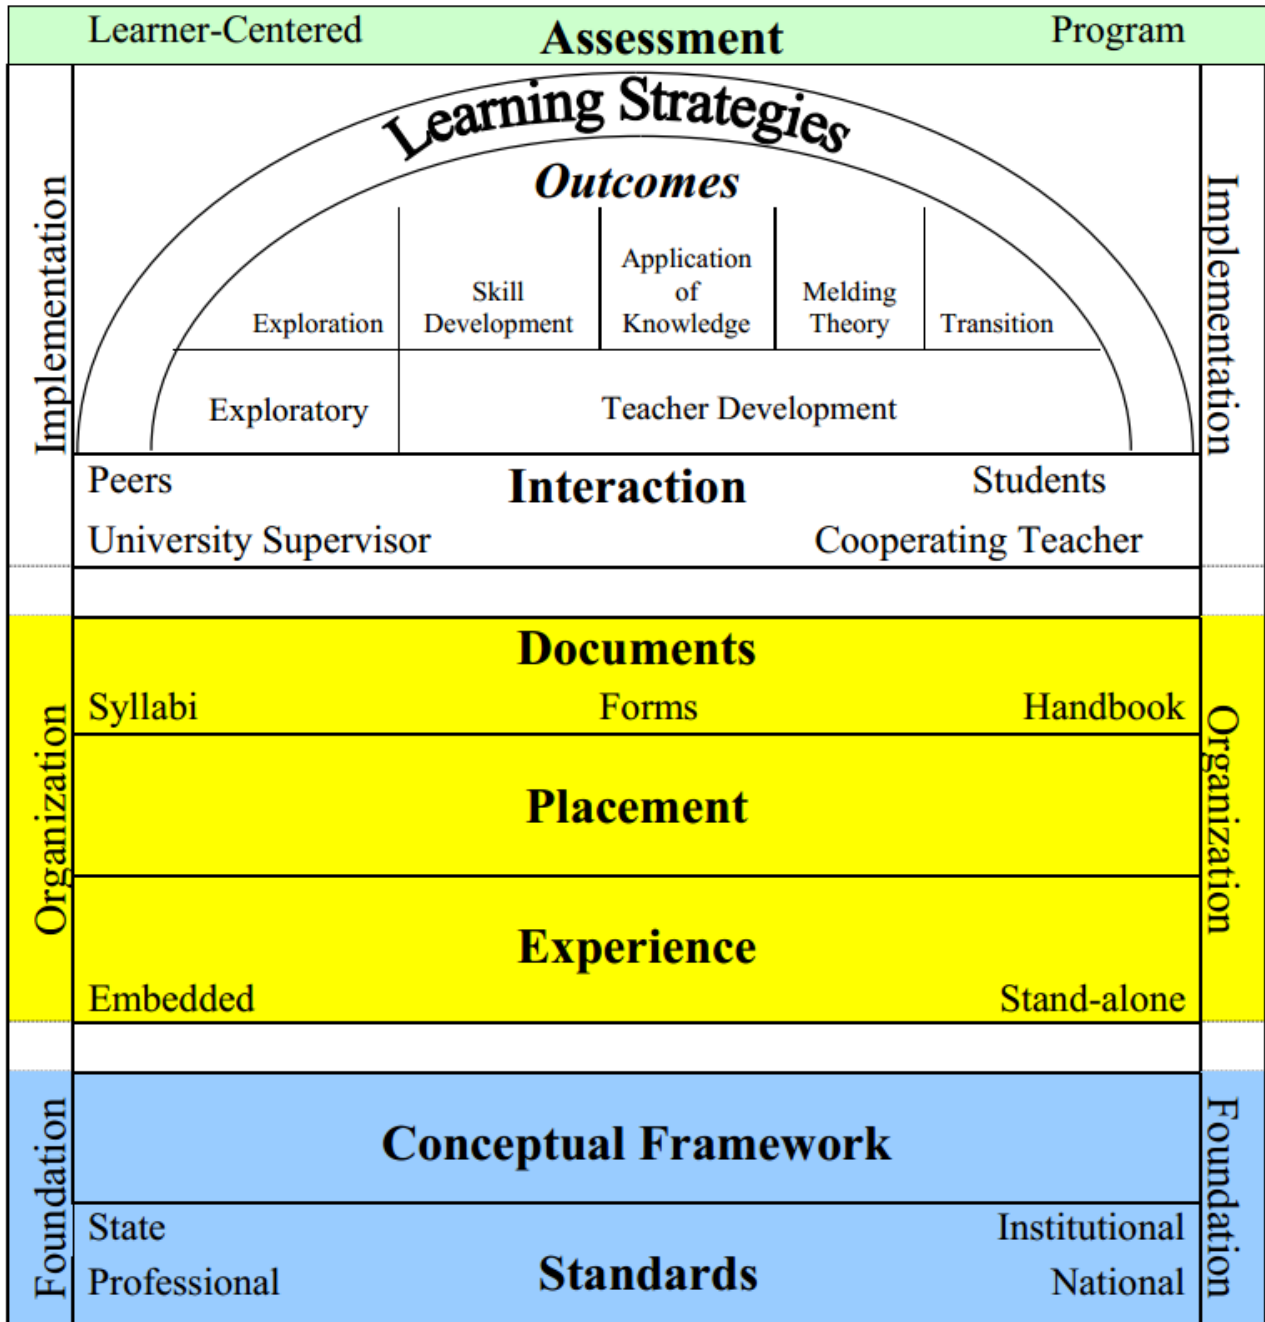 Learner-Centered Assessment Program
Learning Strategies
Outcomes
Exploration
Skill
Development
Application
of
Knowledge
Melding
Theory
Transition
Exploratory
Teacher Development
Implementation
Implementation
Peers Interaction Students
University Supervisor Cooperating Teacher
Documents
Syllabi Forms Handbook
Placement
Experience
Embedded Stand-alone
Organization
Organization
Conceptual Framework
State Institutional
Professional Standards National
Foundation
Foundation